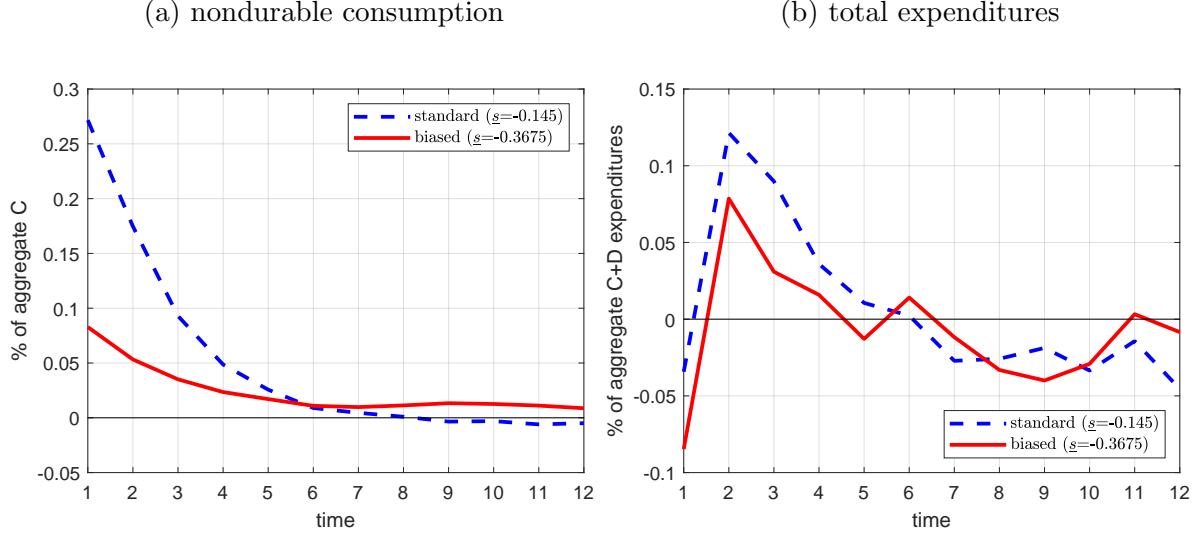 (a) nondurable consumption
0.3
0.25
0.2
0.15
0.1
0.05
0
-0.05
% of aggregate C
standard (s=-0.145)
biased (s=-0.3675)
1 2 3 4 5 6 7 8 9 10 11 12
time
(b) total expenditures
0.15
0.1
0.05
0
-0.05
-0.1
% of aggregate C+D expenditures
standard (s=-0.145)
biased (s=-0.3675)
1 2 3 4 5 6 7 8 9 10 11 12
time